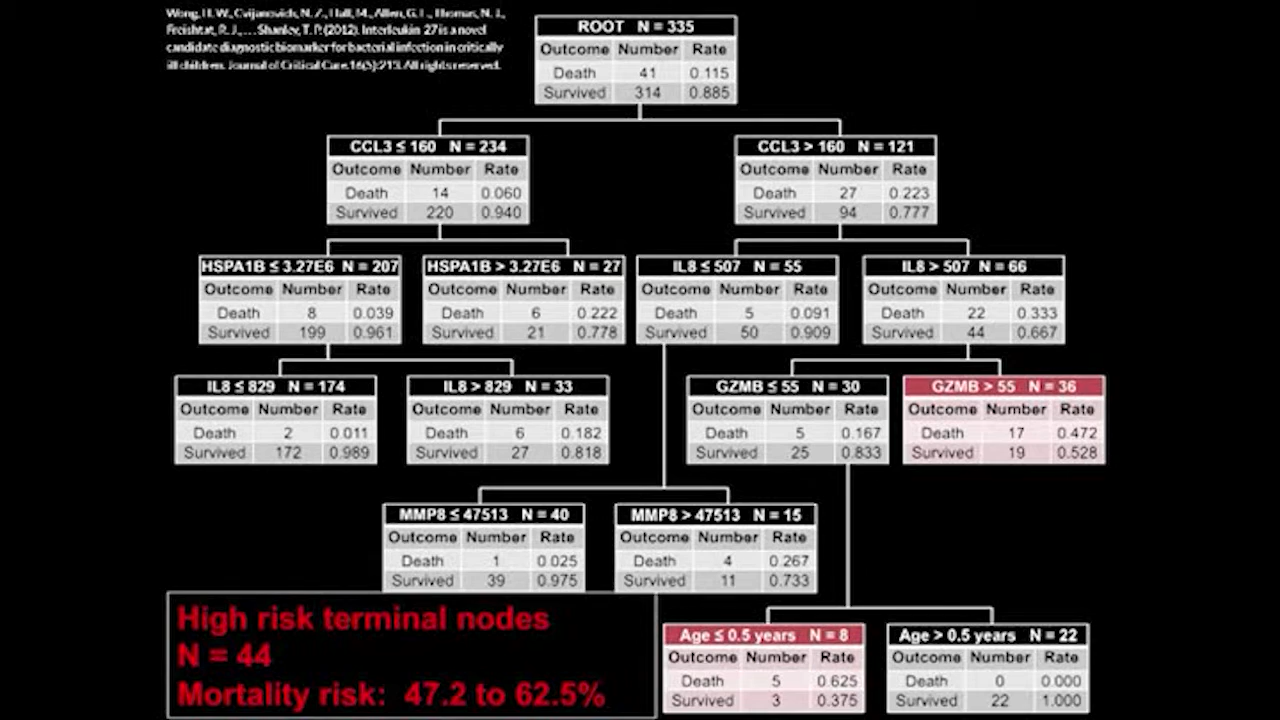 Wong, H. W., Cvijanovich, N. Z., Hall, M., Allen, G. L., Thomas, N. J.,
Freishtat, R. J., ... Shanley, T. P. (2012). Interleukin 27 is a novel
candidate diagnostic biomarker for bacterial infection in critically
ill children. Journal of Critical Care. 16(5):213. All rights reserved.
ROOT N = 335
Outcome Number Rate
Death 41 0.115
Survived 314 0.885
CCL3 ≤ 160 N = 234
Outcome Number Rate
Death 14 0.060
Survived 220 0.940
CCL3 > 160 N = 121
Outcome Number Rate
Death 27 0.223
Survived 94 0.777
HSPA1B ≤ 3.27E6 N = 207
Outcome Number Rate
Death 8 0.039
Survived 199 0.961
HSPA1B > 3.27E6 N = 27
Outcome Number Rate
Death 6 0.222
Survived 21 0.778
IL8 ≤ 507 N = 55
Outcome Number Rate
Death 5 0.091
Survived 50 0.909
IL8 > 507 N = 66
Outcome Number Rate
Death 22 0.333
Survived 44 0.667
IL8 ≤ 829 N = 174
Outcome Number Rate
Death 2 0.011
Survived 172 0.989
IL8 > 829 N = 33
Outcome Number Rate
Death 6 0.182
Survived 27 0.818
GZMB ≤ 55 N = 30
Outcome Number Rate
Death 5 0.167
Survived 25 0.833
GZMB > 55 N = 36
Outcome Number Rate
Death 17 0.472
Survived 19 0.528
MMP8 ≤ 47513 N = 40
Outcome Number Rate
Death 1 0.025
Survived 39 0.975
MMP8 > 47513 N = 15
Outcome Number Rate
Death 4 0.267
Survived 11 0.733
High risk terminal nodes
N = 44
Mortality risk: 47.2 to 62.5%
Age ≤ 0.5 years N = 8
Outcome Number Rate
Death 5 0.625
Survived 3 0.375
Age > 0.5 years N = 22
Outcome Number Rate
Death 0 0.000
Survived 22 1.000